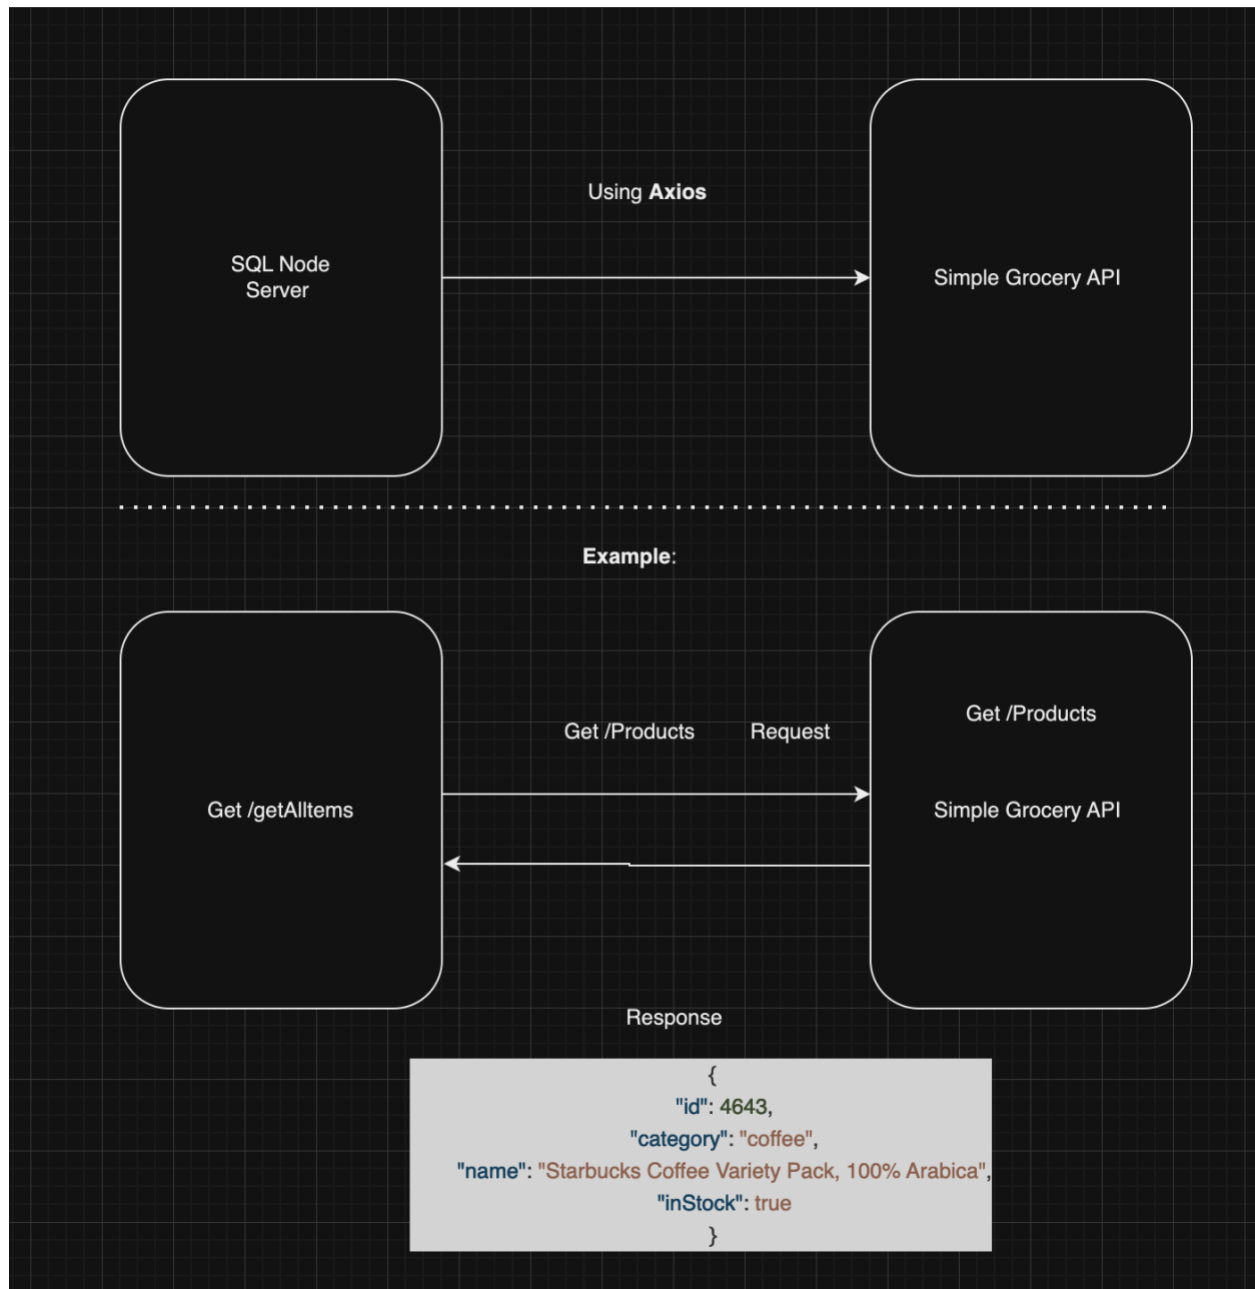 Using Axios
SQL Node
Server
Simple Grocery API
Example:
Get /Products
Get /Products Request
Get /getAllItems
Simple Grocery API
Response
{
"id": 4643,
"category": "coffee",
"name": "Starbucks Coffee Variety Pack, 100% Arabica",
"inStock": true
}